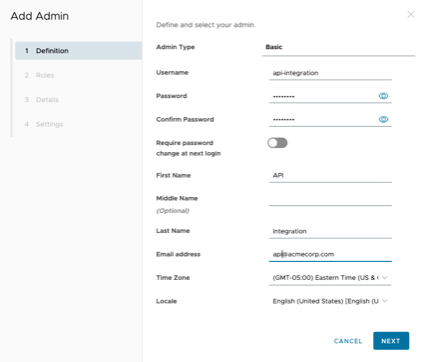 Add Admin
1 Definition
2 Roles
3 Details
4 Settings
Define and select your admin.
Admin Type Basic
Username api-integration
Password ••••••••
Confirm Password ••••••••
Require password
change at next login
First Name API
Middle Name
(Optional)
Last Name Integration
Email address api@acmecorp.com
Time Zone (GMT-05:00) Eastern Time (US & (
Locale English (United States) [English (U
CANCEL NEXT